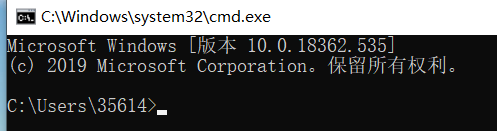 C:\Windows\system32\cmd.exe
Microsoft Windows [版本 10.0.18362.535]
(c) 2019 Microsoft Corporation。保留所有权利。
C:\Users\35614>